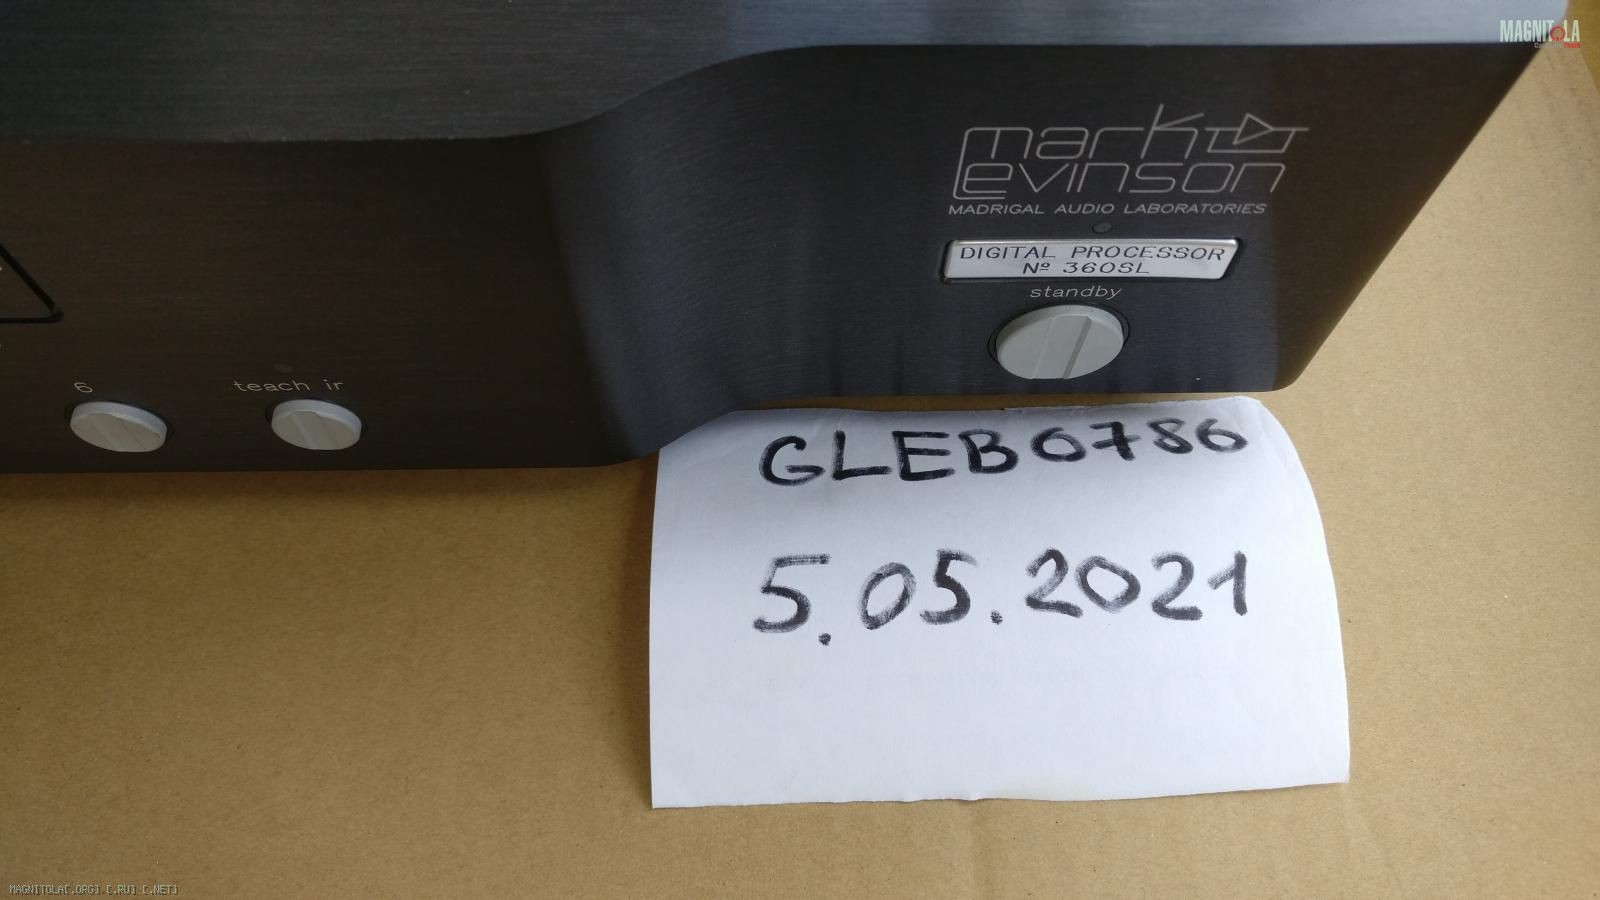 MAGNITOLA
mark levinson
MADRIGAL AUDIO LABORATORIES
DIGITAL PROCESSOR
Nº 360SL
standby
6
teach ir
GLEB6786
5.05.2021
MAGNITOLA[.ORG] [.RU] [.NET]